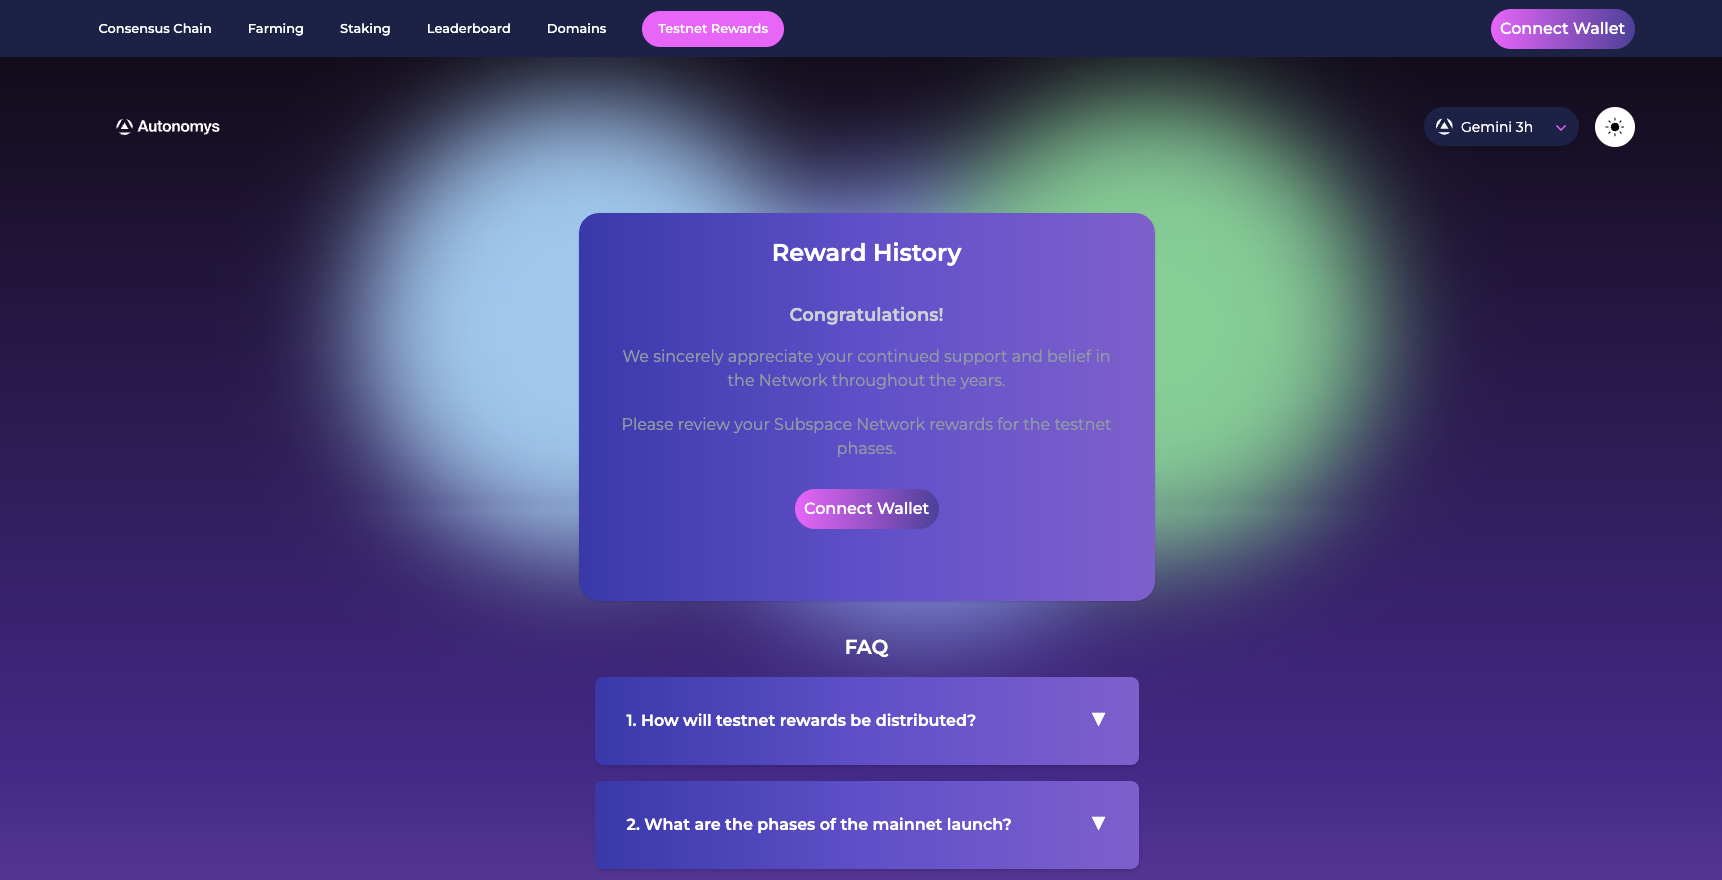 Consensus Chain
Farming
Staking
Leaderboard
Domains
Testnet Rewards
Connect Wallet
Autonomys
Gemini 3h
Reward History
Congratulations!
We sincerely appreciate your continued support and belief in
the Network throughout the years.
Please review your Subspace Network rewards for the testnet
phases.
Connect Wallet
FAQ
1. How will testnet rewards be distributed?
2. What are the phases of the mainnet launch?